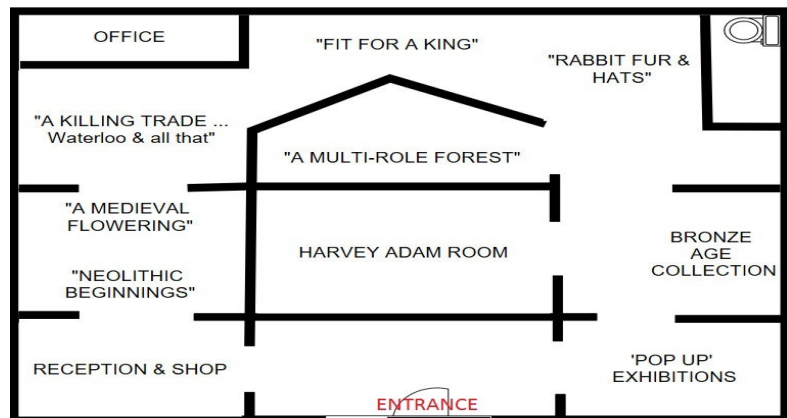 OFFICE
"FIT FOR A KING"
"RABBIT FUR &
HATS"
"A KILLING TRADE ...
Waterloo & all that"
"A MULTI-ROLE FOREST"
"A MEDIEVAL
FLOWERING"
HARVEY ADAM ROOM
BRONZE
AGE
COLLECTION
"NEOLITHIC
BEGINNINGS"
RECEPTION & SHOP
'POP UP'
EXHIBITIONS
ENTRANCE